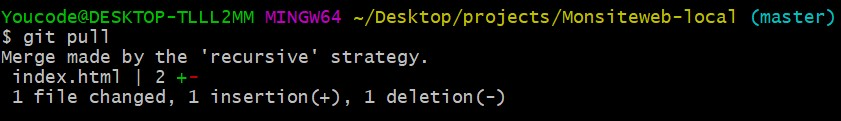 Youcode@DESKTOP-TLLL2MM MINGW64 ~/Desktop/projects/Monsiteweb-local (master)
$ git pull
Merge made by the 'recursive' strategy.
 index.html | 2 +-
 1 file changed, 1 insertion(+), 1 deletion(-)